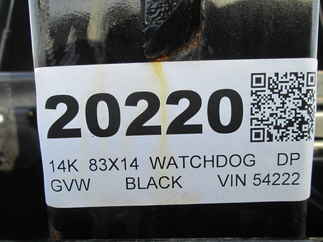 20220
14K 83X14 WATCHDOG DP
GVW BLACK VIN 54222